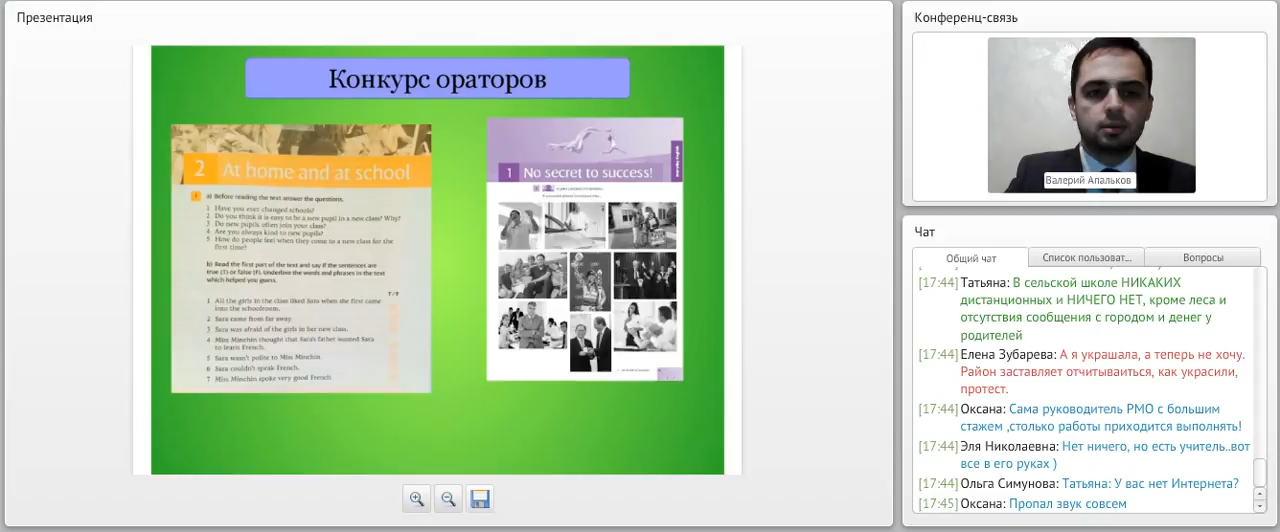 Презентация
Конкурс ораторов
2 At home and at school
1 a) Before reading the text answer the questions.
1 Have you ever changed schools?
2 Do you think it is easy to be a new pupil in a new class? Why?
3 Do new pupils often join your class?
4 Are you always kind to new pupils?
5 How do people feel when they come to a new class for the
first time?
b) Read the first part of the text and say if the sentences are
true (T) or false (F). Underline the words and phrases in the text
which helped you guess.
T / F
1 All the girls in the class liked Sara when she first came
into the schoolroom.
2 Sara came from far away.
3 Sara was afraid of the girls in her new class.
4 Miss Minchin thought that Sara's father wanted Sara
to learn French.
5 Sara wasn't polite to Miss Minchin.
6 Sara couldn't speak French.
7 Miss Minchin spoke very good French.
1 No secret to success!
Конференц-связь
Валерий Апальков
Чат
Общий чат
Список пользоват...
Вопросы
[17:44] Татьяна: В сельской школе НИКАКИХ
дистанционных и НИЧЕГО НЕТ, кроме леса и
отсутствия сообщения с городом и денег у
родителей
[17:44] Елена Зубарева: А я украшала, а теперь не хочу.
Район заставляет отчитываиться, как украсили,
протест.
[17:44] Оксана: Сама руководитель РМО с большим
стажем ,столько работы приходится выполнять!
[17:44] Эля Николаевна: Нет ничего, но есть учитель..вот
все в его руках )
[17:44] Ольга Симунова: Татьяна: У вас нет Интернета?
[17:45] Оксана: Пропал звук совсем